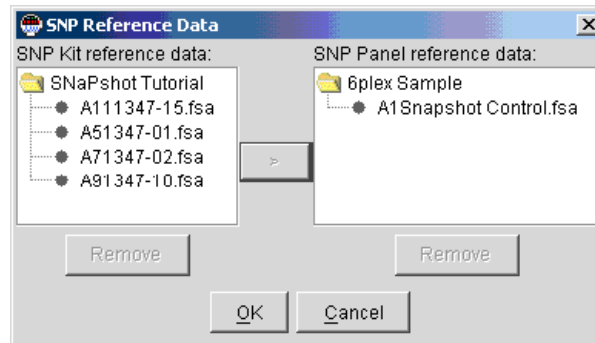 SNP Reference Data
SNP Kit reference data:
SNaPshot Tutorial
A111347-15.fsa
A51347-01.fsa
A71347-02.fsa
A91347-10.fsa
Remove
>
SNP Panel reference data:
6plex Sample
A1Snapshot Control.fsa
Remove
OK
Cancel